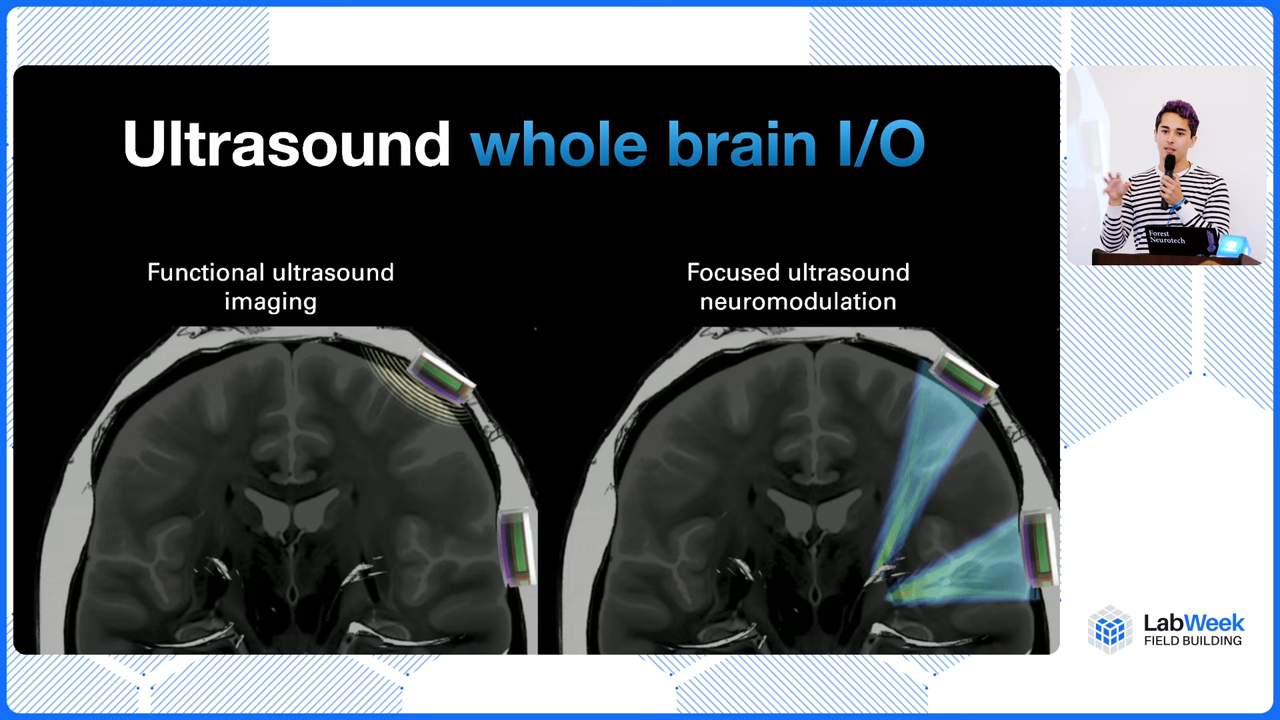 Ultrasound whole brain I/O
Functional ultrasound
imaging
Focused ultrasound
neuromodulation
Forest
Neurotech
LabWeek
FIELD BUILDING